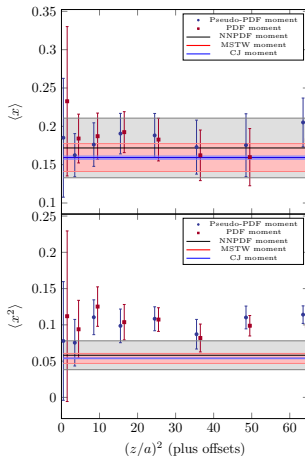 0.35
0.3
0.25
0.2
0.15
0.1
⟨x⟩
Pseudo-PDF moment
PDF moment
NNPDF moment
MSTW moment
CJ moment
0.25
0.2
0.15
0.1
0.05
0
⟨x²⟩
Pseudo-PDF moment
PDF moment
NNPDF moment
MSTW moment
CJ moment
0 10 20 30 40 50 60
(z/a)² (plus offsets)